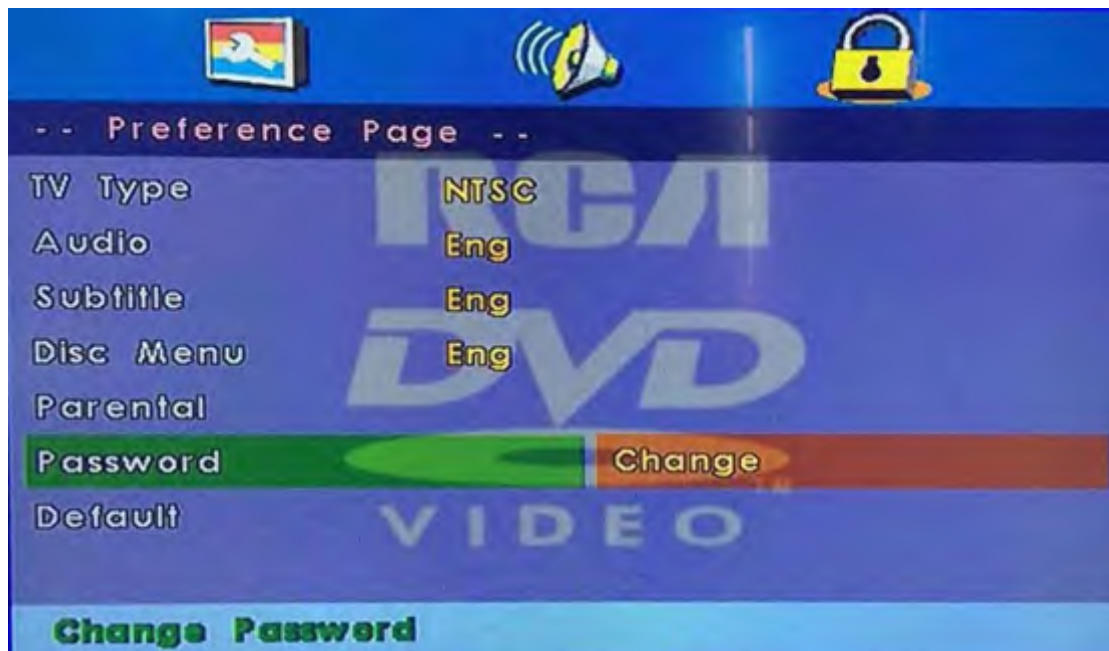 -- Preference Page --
TV Type NTSC
Audio Eng
Subtitle Eng
Disc Menu Eng
Parental
Password Change
Default
Change Password
RCA
DVD
TM
VIDEO